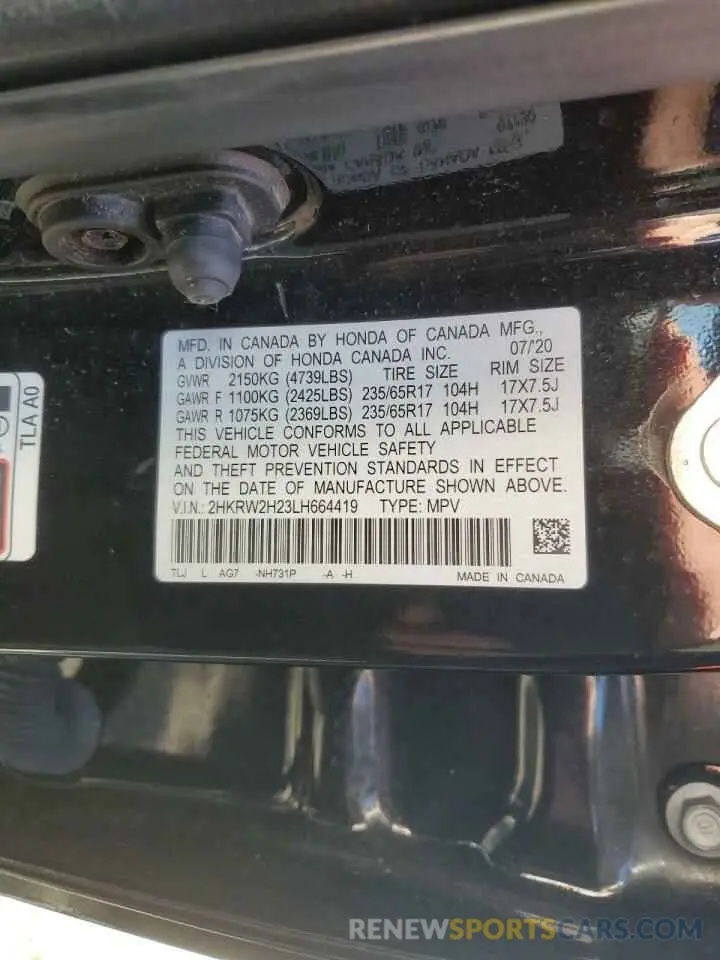 MFD. IN CANADA BY HONDA OF CANADA MFG.,
A DIVISION OF HONDA CANADA INC. 07/20
GVWR 2150KG (4739LBS) TIRE SIZE RIM SIZE
GAWR F 1100KG (2425LBS) 235/65R17 104H 17X7.5J
GAWR R 1075KG (2369LBS) 235/65R17 104H 17X7.5J
THIS VEHICLE CONFORMS TO ALL APPLICABLE
FEDERAL MOTOR VEHICLE SAFETY
AND THEFT PREVENTION STANDARDS IN EFFECT
ON THE DATE OF MANUFACTURE SHOWN ABOVE.
V.I.N.: 2HKRW2H23LH664419 TYPE: MPV
TLJ L AG7 -NH731P -A -H MADE IN CANADA
TLA A0
RENEWSPORTSCARS.COM